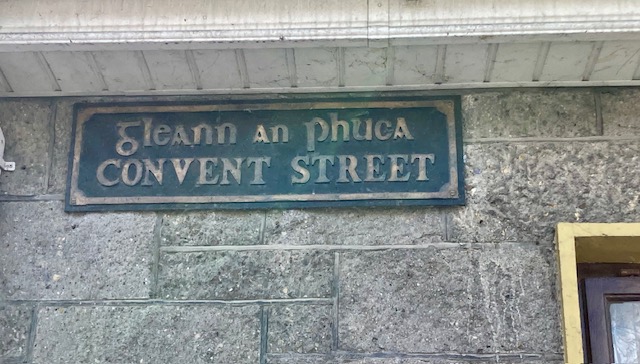 gleann an phúca
CONVENT STREET